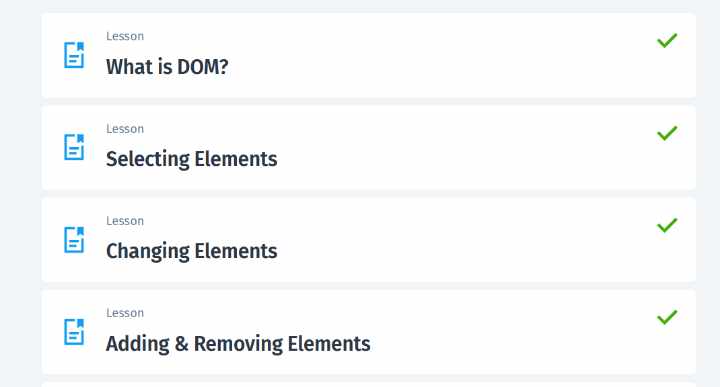 Lesson
What is DOM?
Lesson
Selecting Elements
Lesson
Changing Elements
Lesson
Adding & Removing Elements